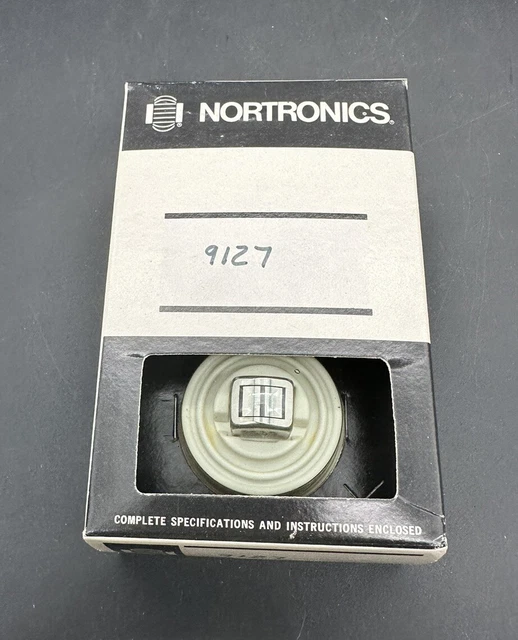 NORTRONICS®
9127
COMPLETE SPECIFICATIONS AND INSTRUCTIONS ENCLOSED